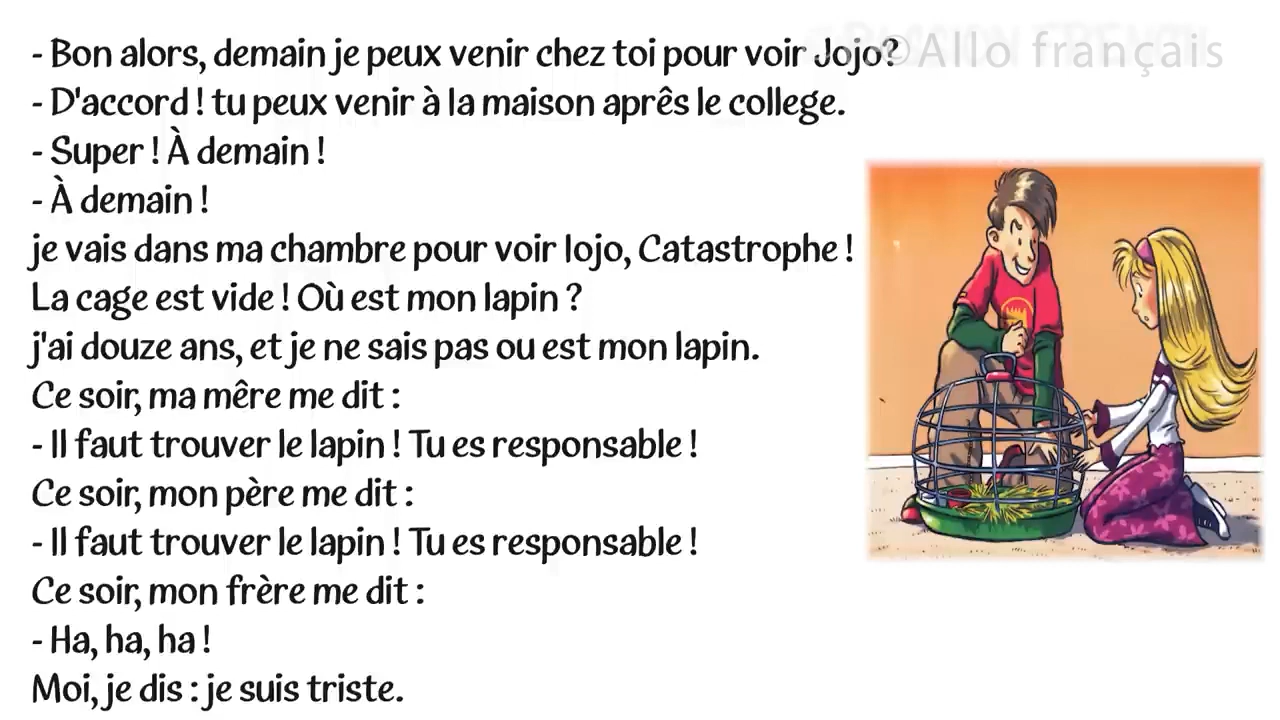 - Bon alors, demain je peux venir chez toi pour voir Jojo?
©Allo français
- D'accord ! tu peux venir à la maison aprês le college.
- Super ! À demain !
- À demain !
je vais dans ma chambre pour voir lojo, Catastrophe !
La cage est vide ! Où est mon lapin ?
j'ai douze ans, et je ne sais pas ou est mon lapin.
Ce soir, ma mêre me dit :
- Il faut trouver le lapin ! Tu es responsable !
Ce soir, mon père me dit :
- Il faut trouver le lapin ! Tu es responsable !
Ce soir, mon frère me dit :
- Ha, ha, ha !
Moi, je dis : je suis triste.